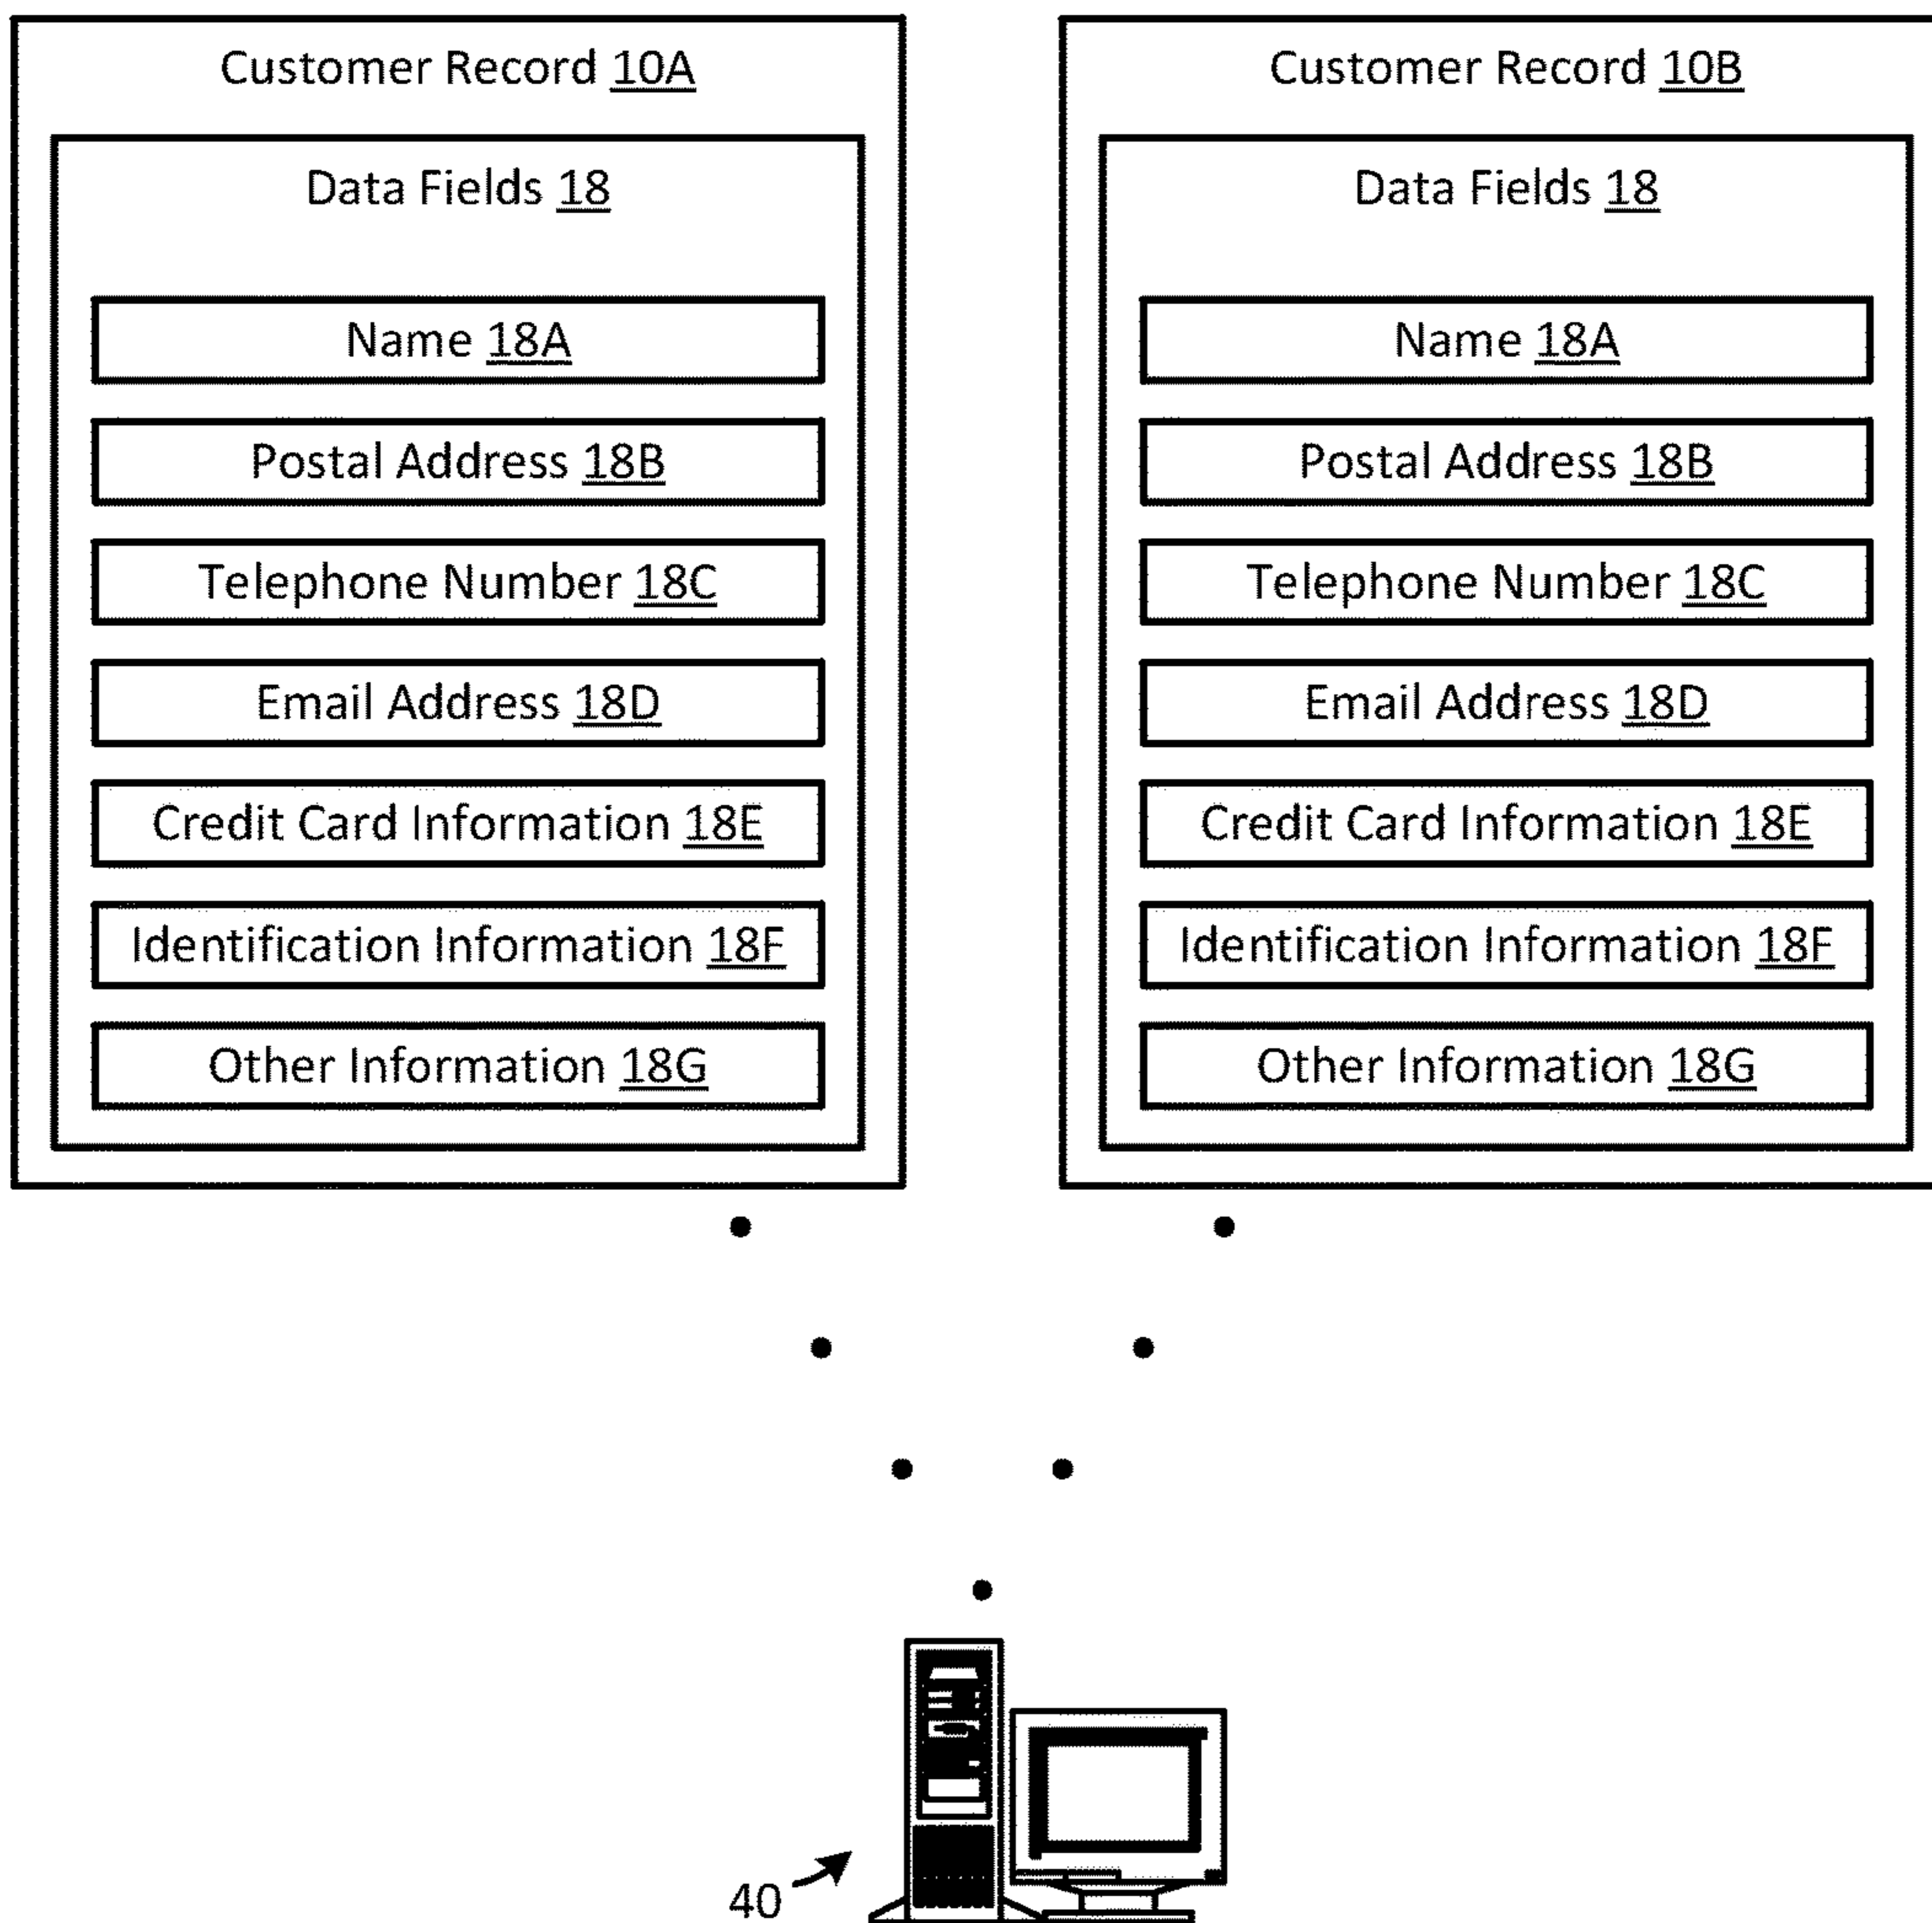 Customer Record 10A
Data Fields 18
Name 18A
Postal Address 18B
Telephone Number 18C
Email Address 18D
Credit Card Information 18E
Identification Information 18F
Other Information 18G
Customer Record 10B
Data Fields 18
Name 18A
Postal Address 18B
Telephone Number 18C
Email Address 18D
Credit Card Information 18E
Identification Information 18F
Other Information 18G
40